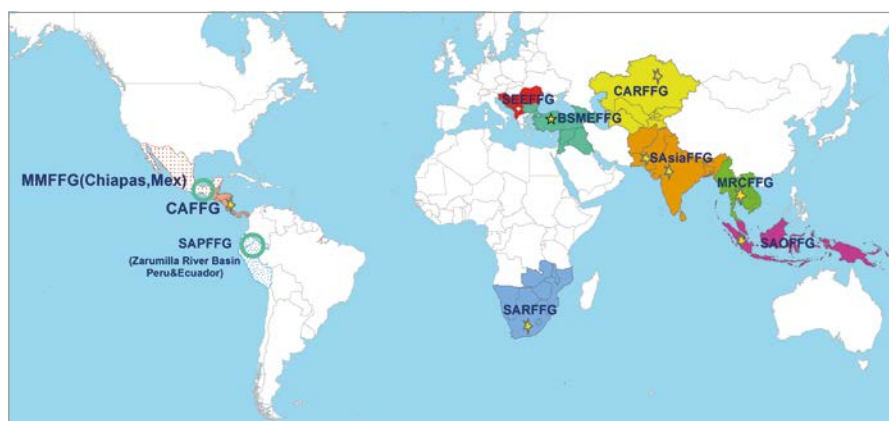 SEEFFG
CARFFG
BSMEFFG
SAsiaFFG
MMFFG(Chiapas,Mex)
MRCFFG
CAFFG
SAPFFG
(Zarumilla River Basin
Peru&Ecuador)
SAOFFG
SARFFG